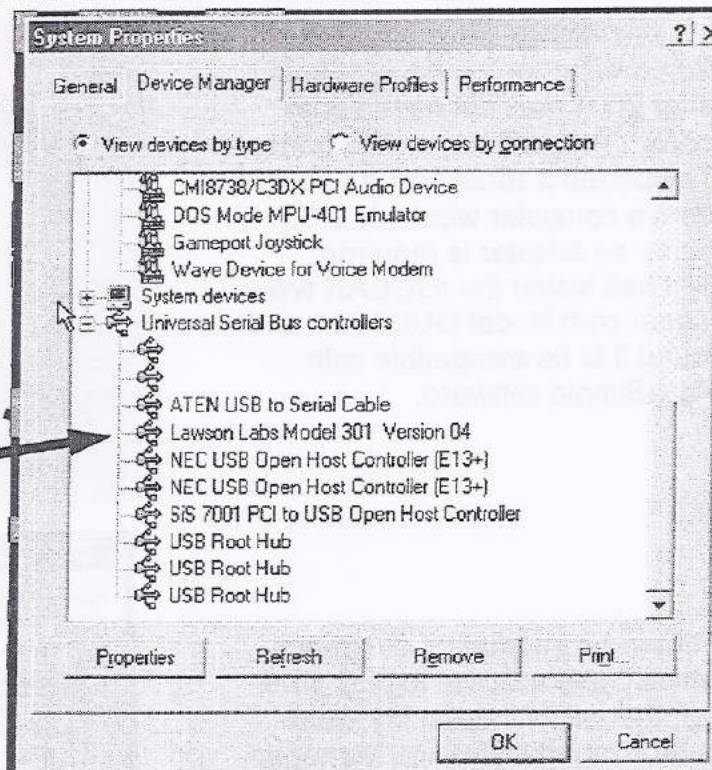 System Properties
? ×
General Device Manager Hardware Profiles Performance
View devices by type View devices by connection
CMI8738/C3DX PCI Audio Device
DOS Mode MPU-401 Emulator
Gameport Joystick
Wave Device for Voice Modem
System devices
Universal Serial Bus controllers
ATEN USB to Serial Cable
Lawson Labs Model 301 Version 04
NEC USB Open Host Controller (E13+)
NEC USB Open Host Controller (E13+)
SiS 7001 PCI to USB Open Host Controller
USB Root Hub
USB Root Hub
USB Root Hub
Properties Refresh Remove Print...
OK Cancel